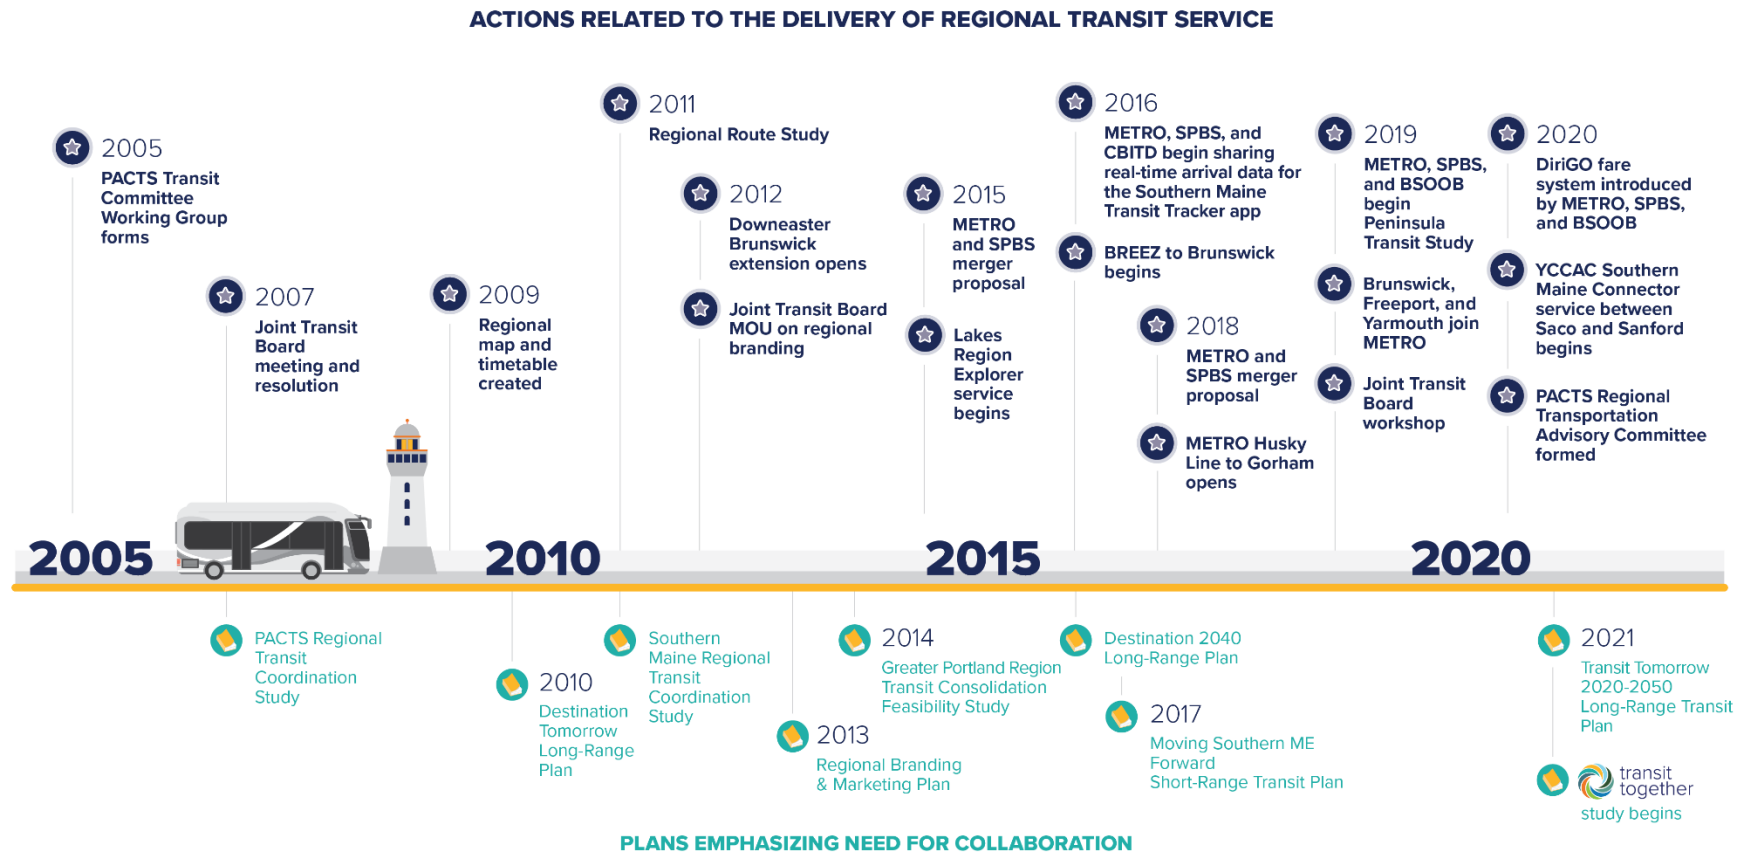 ACTIONS RELATED TO THE DELIVERY OF REGIONAL TRANSIT SERVICE
2005
PACTS Transit
Committee
Working Group
forms
2007
Joint Transit
Board
meeting and
resolution
2009
Regional
map and
timetable
created
2011
Regional Route Study
2012
Downeaster
Brunswick
extension opens
Joint Transit Board
MOU on regional
branding
2015
METRO
and SPBS
merger
proposal
Lakes
Region
Explorer
service
begins
2016
METRO, SPBS, and
CBITD begin sharing
real-time arrival data for
the Southern Maine
Transit Tracker app
BREEZ to Brunswick
begins
2018
METRO and
SPBS merger
proposal
METRO Husky
Line to Gorham
opens
2019
METRO, SPBS,
and BSOOB
begin
Peninsula
Transit Study
Brunswick,
Freeport, and
Yarmouth join
METRO
Joint Transit
Board
workshop
2020
DiriGO fare
system introduced
by METRO, SPBS,
and BSOOB
YCCAC Southern
Maine Connector
service between
Saco and Sanford
begins
PACTS Regional
Transportation
Advisory Committee
formed
2005
2010
2015
2020
PACTS Regional
Transit
Coordination
Study
2010
Destination
Tomorrow
Long-Range
Plan
Southern
Maine Regional
Transit
Coordination
Study
2013
Regional Branding
& Marketing Plan
2014
Greater Portland Region
Transit Consolidation
Feasibility Study
Destination 2040
Long-Range Plan
2017
Moving Southern ME
Forward
Short-Range Transit Plan
2021
Transit Tomorrow
2020-2050
Long-Range Transit
Plan
transit
together
study begins
PLANS EMPHASIZING NEED FOR COLLABORATION